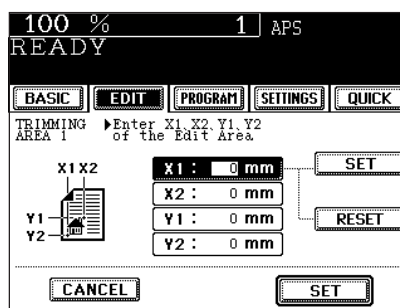 100 % 1 APS
READY
BASIC EDIT PROGRAM SETTINGS QUICK
TRIMMING ▶Enter X1,X2,Y1,Y2
AREA 1 of the Edit Area
X1 X2
X1 : 0 mm SET
X2 : 0 mm
Y1
Y1 : 0 mm RESET
Y2
Y2 : 0 mm
CANCEL SET